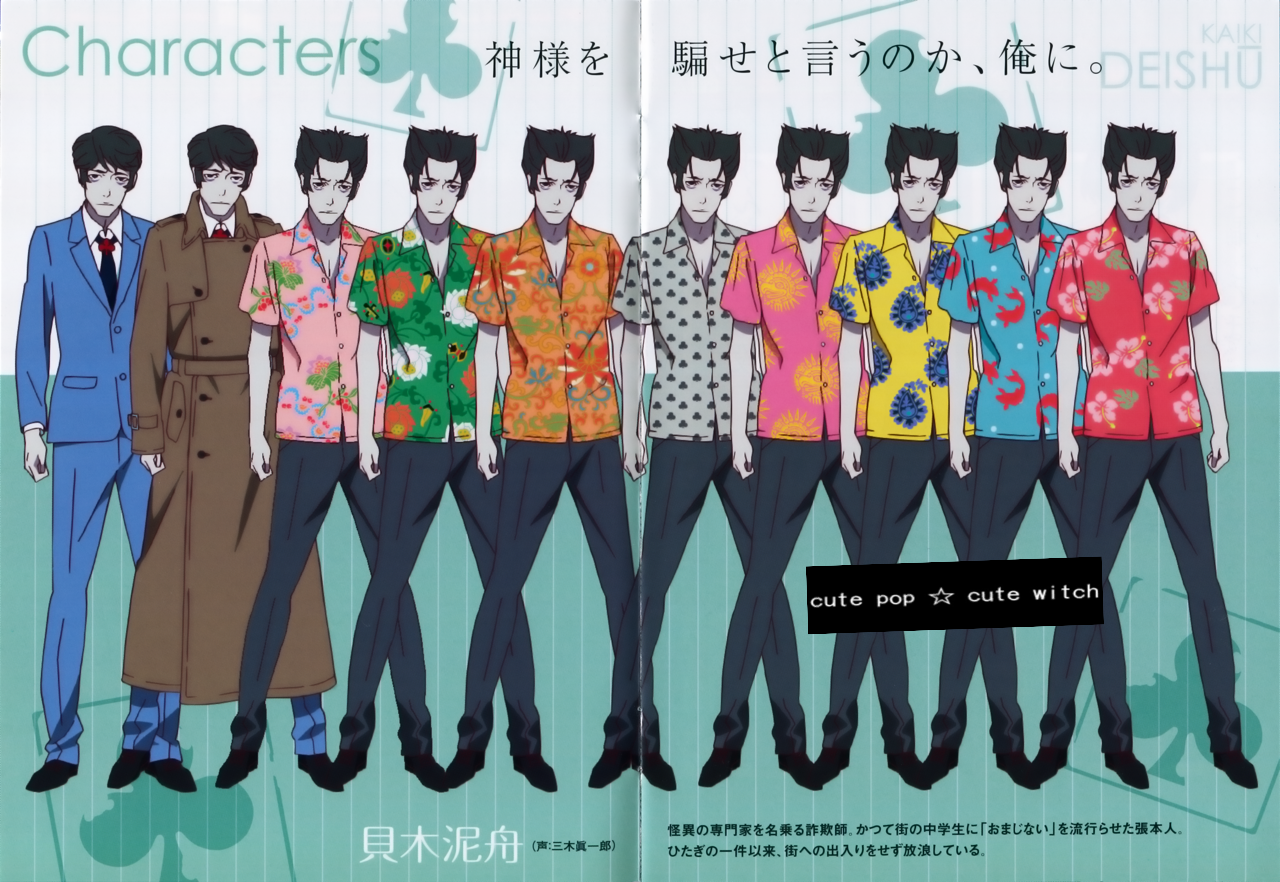 Characters
神様を騙せと言うのか、俺に。
KAIKI
DEISHŪ
cute pop ☆ cute witch
貝木泥舟 (声:三木眞一郎)
怪異の専門家を名乗る詐欺師。かつて街の中学生に「おまじない」を流行らせた張本人。
ひたぎの一件以来、街への出入りをせず放浪している。